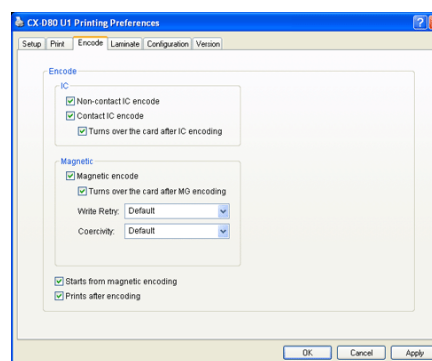 CX-D80 U1 Printing Preferences
Setup Print Encode Laminate Configuration Version
Encode
IC
Non-contact IC encode
Contact IC encode
Turns over the card after IC encoding
Magnetic
Magnetic encode
Turns over the card after MG encoding
Write Retry: Default
Coercivity: Default
Starts from magnetic encoding
Prints after encoding
OK Cancel Apply